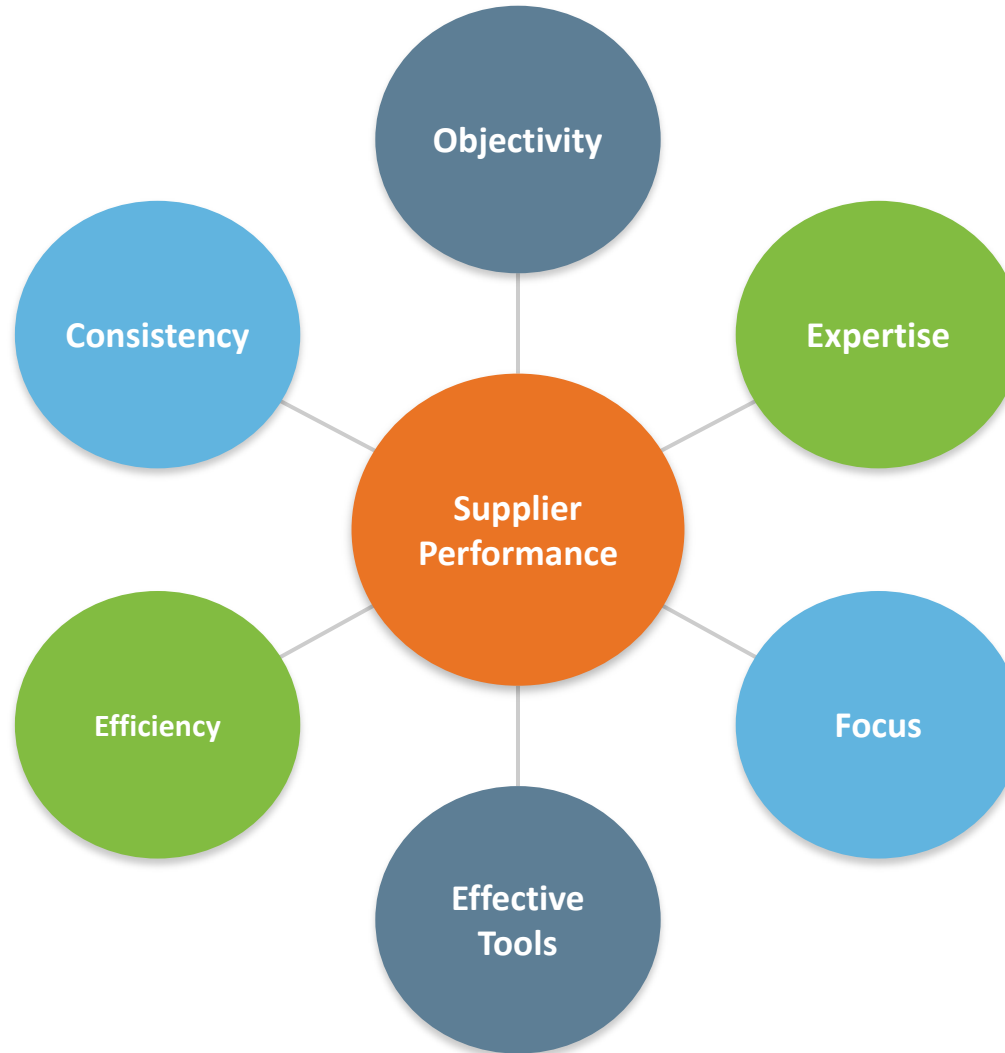 Objectivity
Consistency
Expertise
Supplier
Performance
Efficiency
Focus
Effective
Tools